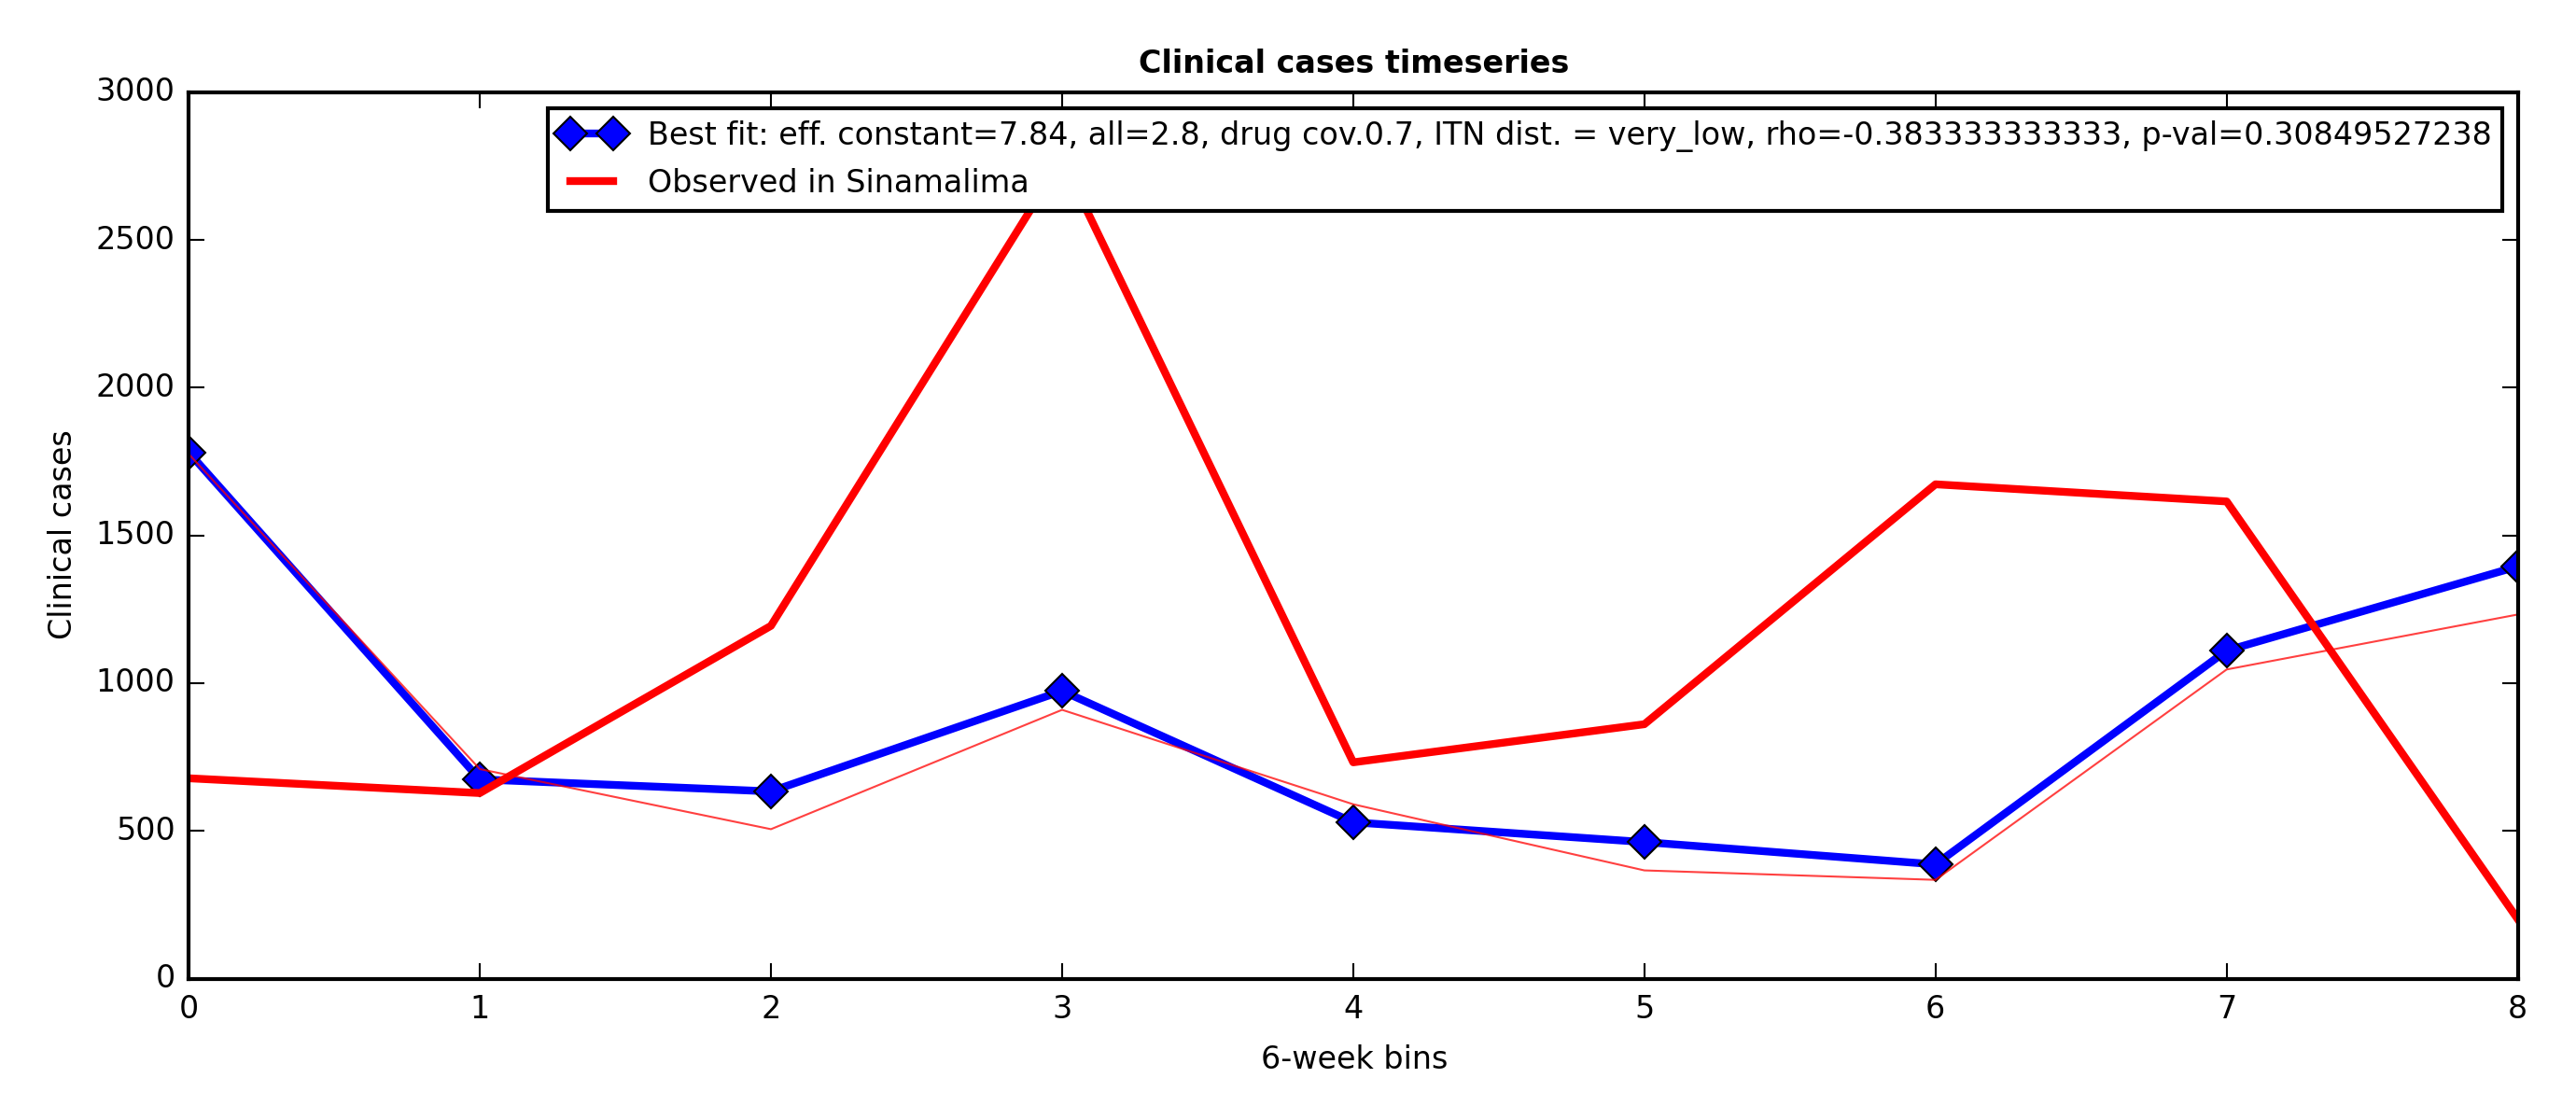 Clinical cases timeseries
3000
2500
2000
1500
1000
500
0
Clinical cases
Best fit: eff. constant=7.84, all=2.8, drug cov.0.7, ITN dist. = very_low, rho=-0.383333333333, p-val=0.30849527238
Observed in Sinamalima
0 1 2 3 4 5 6 7 8
6-week bins